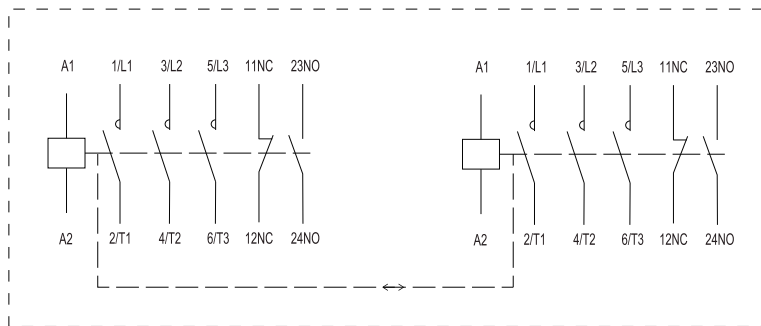 A1 1/L1 3/L2 5/L3 11NC 23NO
A2 2/T1 4/T2 6/T3 12NC 24NO
A1 1/L1 3/L2 5/L3 11NC 23NO
A2 2/T1 4/T2 6/T3 12NC 24NO